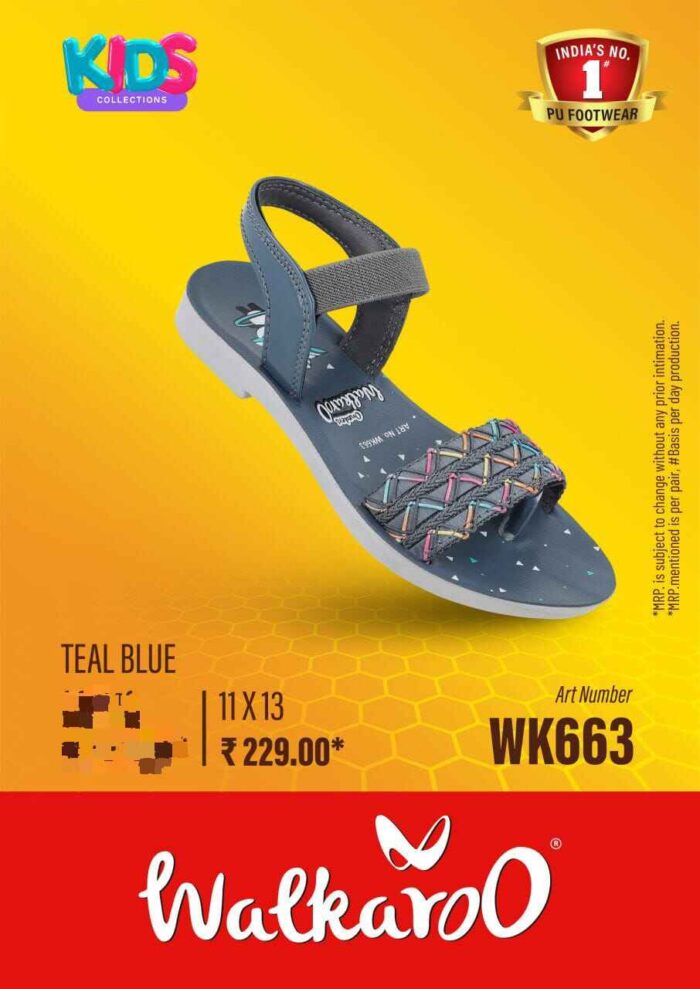 KIDS
COLLECTIONS
INDIA'S NO.
1#
PU FOOTWEAR
Walkaroo
ART No. WK663
*MRP. is subject to change without any prior intimation.
*MRP.mentioned is per pair, #Basis per day production.
TEAL BLUE
11 X 13
₹ 229.00*
Art Number
WK663
Walkaroo®